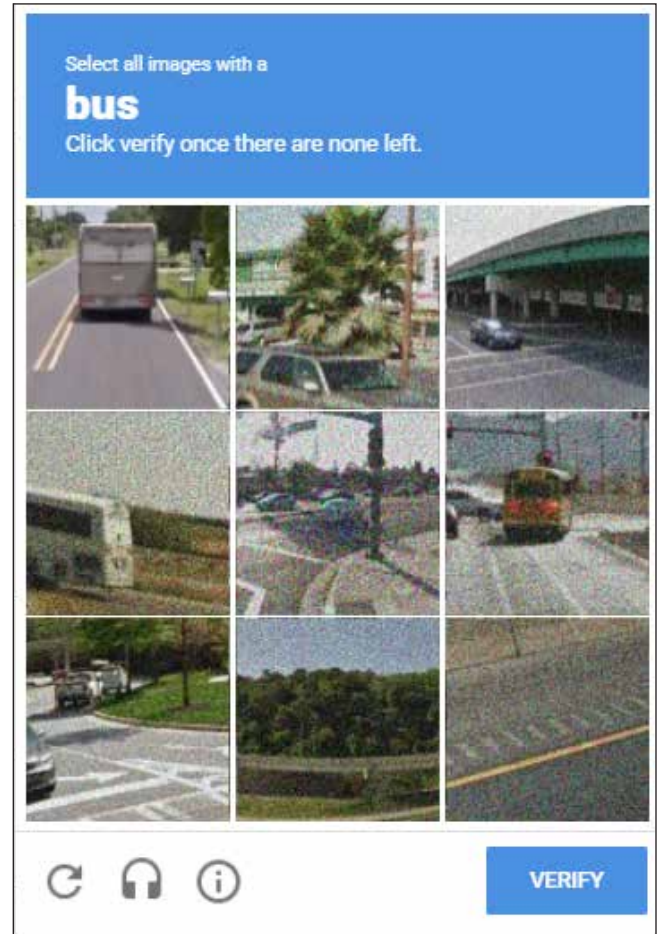 Select all images with a
bus
Click verify once there are none left.
VERIFY